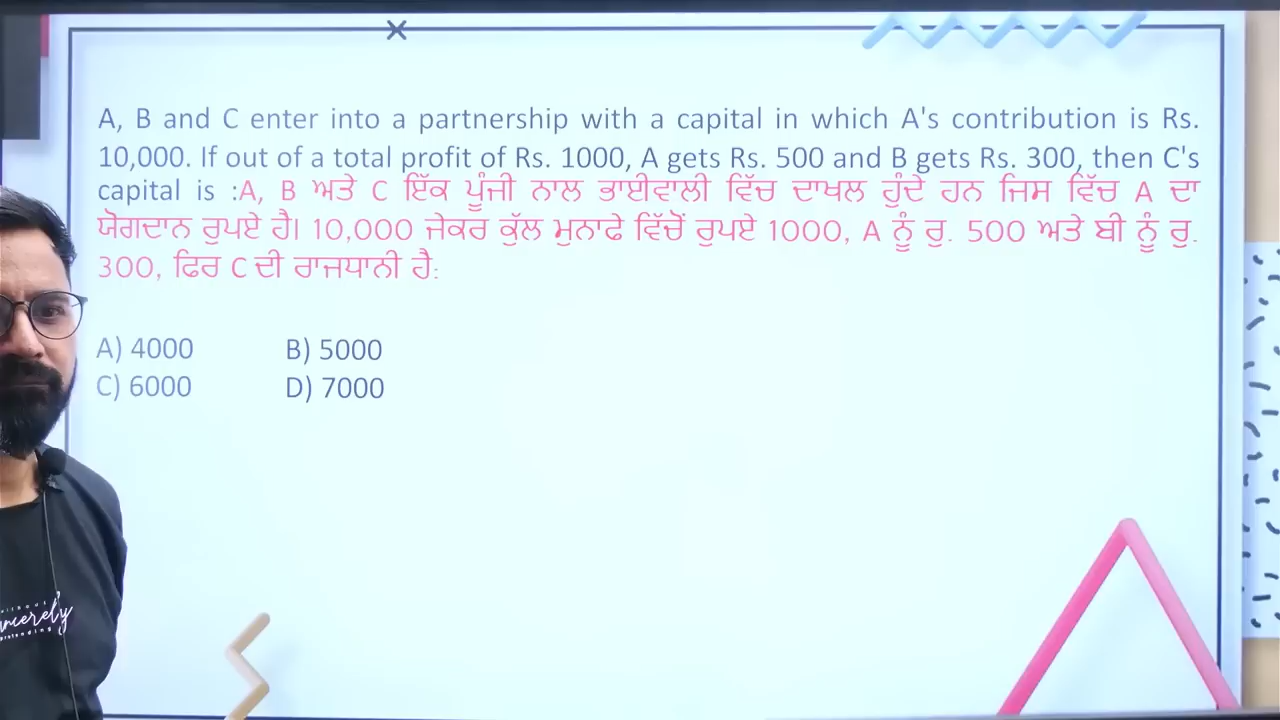 A, B and C enter into a partnership with a capital in which A's contribution is Rs.
10,000. If out of a total profit of Rs. 1000, A gets Rs. 500 and B gets Rs. 300, then C's
capital is :A, B ਅਤੇ C ਇੱਕ ਪੂੰਜੀ ਨਾਲ ਭਾਈਵਾਲੀ ਵਿੱਚ ਦਾਖਲ ਹੁੰਦੇ ਹਨ ਜਿਸ ਵਿੱਚ A ਦਾ
ਯੋਗਦਾਨ ਰੁਪਏ ਹੈ। 10,000 ਜੇਕਰ ਕੁੱਲ ਮੁਨਾਫੇ ਵਿੱਚੋਂ ਰੁਪਏ 1000, A ਨੂੰ ਰੁ. 500 ਅਤੇ ਬੀ ਨੂੰ ਰੁ.
300, ਫਿਰ C ਦੀ ਰਾਜਧਾਨੀ ਹੈ:
A) 4000 B) 5000
C) 6000 D) 7000
pretending